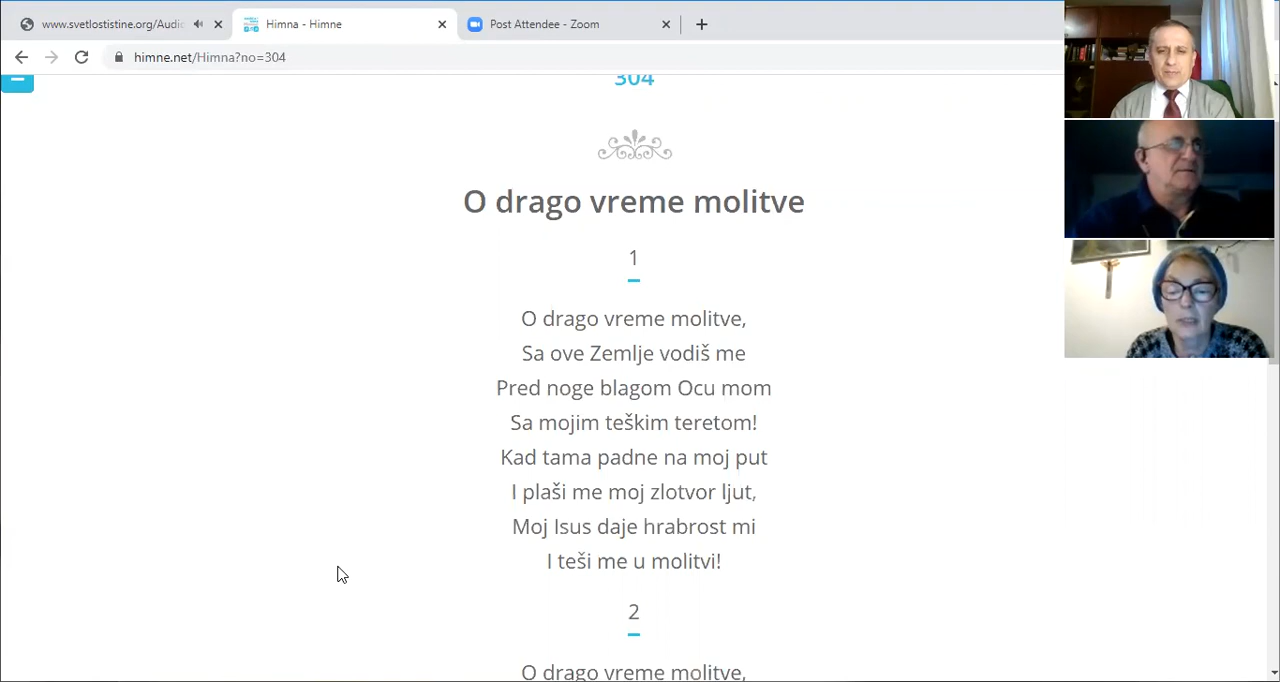 www.svetlostistine.org/Audio
Himna - Himne
Post Attendee - Zoom
himne.net/Himna?no=304
304
O drago vreme molitve
1
O drago vreme molitve,
Sa ove Zemlje vodiš me
Pred noge blagom Ocu mom
Sa mojim teškim teretom!
Kad tama padne na moj put
I plaši me moj zlotvor ljut,
Moj Isus daje hrabrost mi
I teši me u molitvi!
2
O drago vreme molitve,